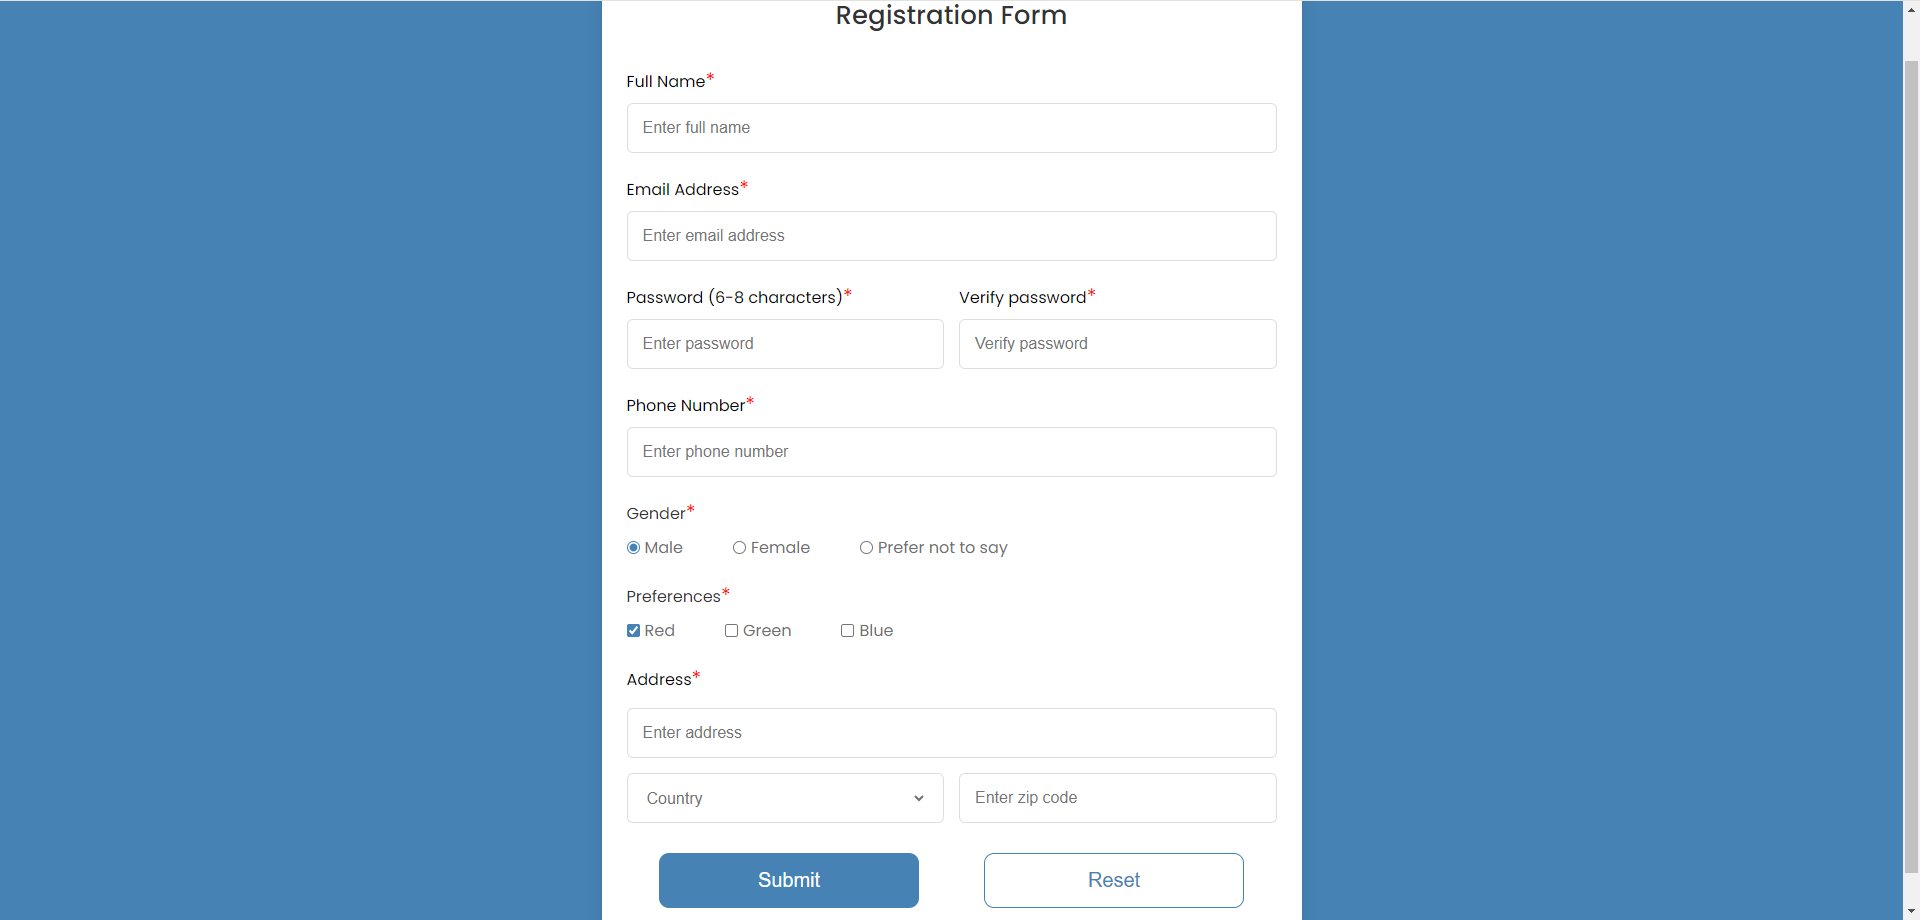 Registration Form
Full Name*
Enter full name
Email Address*
Enter email address
Password (6-8 characters)* Verify password*
Enter password Verify password
Phone Number*
Enter phone number
Gender*
Male Female Prefer not to say
Preferences*
Red Green Blue
Address*
Enter address
Country Enter zip code
Submit Reset